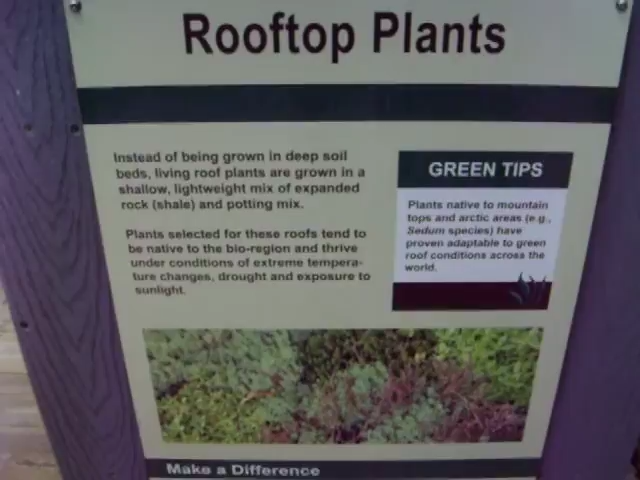 Rooftop Plants
Instead of being grown in deep soil
beds, living roof plants are grown in a
shallow, lightweight mix of expanded
rock (shale) and potting mix.
Plants selected for these roofs tend to
be native to the bio-region and thrive
under conditions of extreme tempera-
ture changes, drought and exposure to
sunlight.
GREEN TIPS
Plants native to mountain
tops and arctic areas (e.g.,
Sedum species) have
proven adaptable to green
roof conditions across the
world.
Make a Difference